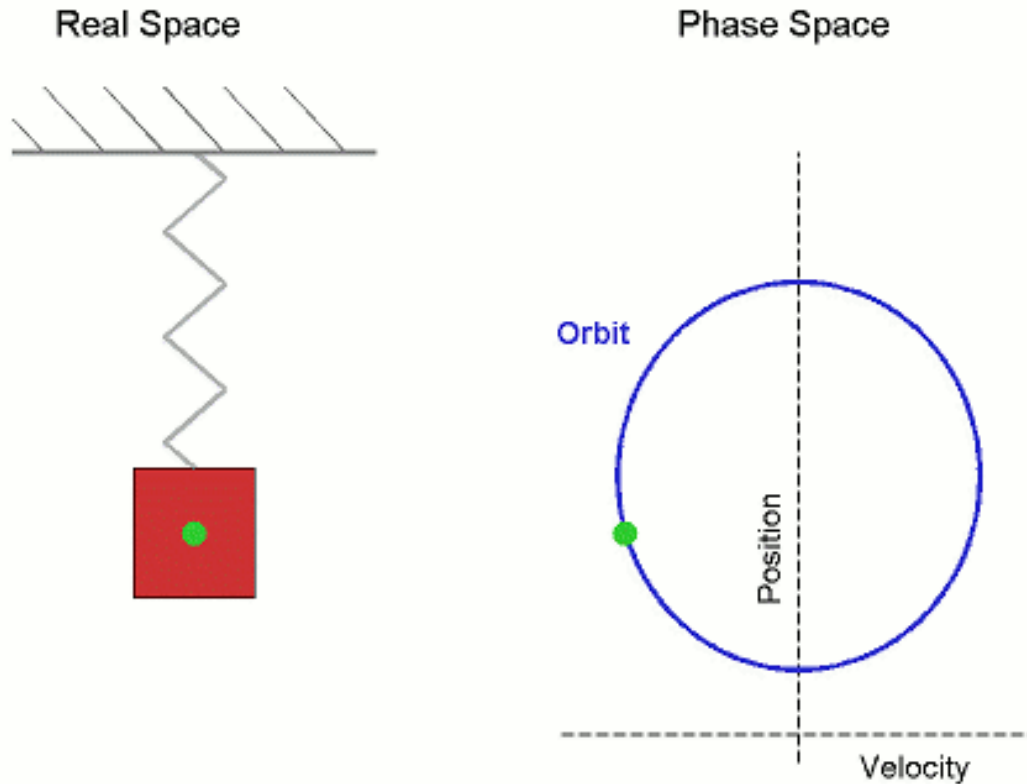 Real Space
Phase Space
Orbit
Position
Velocity